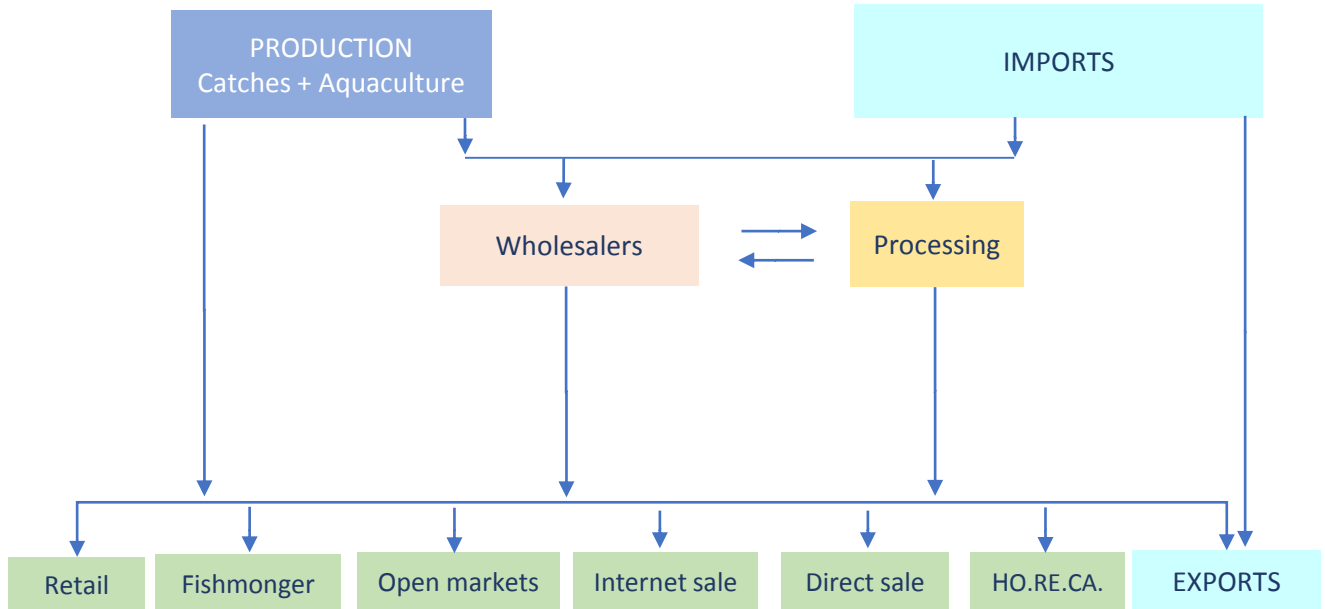 PRODUCTION
Catches + Aquaculture
IMPORTS
Wholesalers
Processing
Retail
Fishmonger
Open markets
Internet sale
Direct sale
HO.RE.CA.
EXPORTS